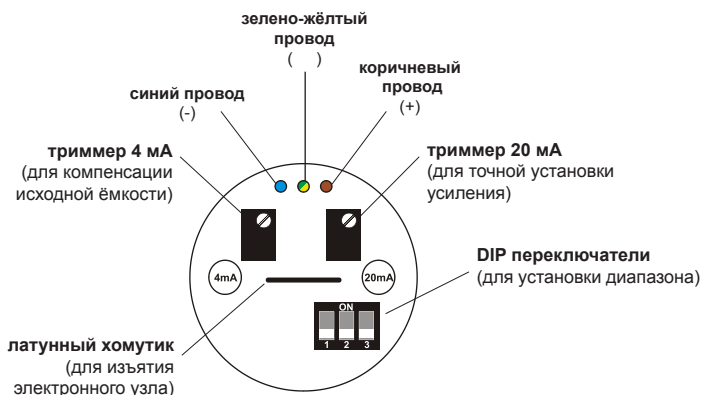 зелено-жёлтый
провод
( )
коричневый
провод
(+)
синий провод
(-)
триммер 4 мА
(для компенсации
исходной ёмкости)
триммер 20 мА
(для точной установки
усиления)
4mA
20mA
DIP переключатели
(для установки диапазона)
ON
1 2 3
латунный хомутик
(для изъятия
электронного узла)